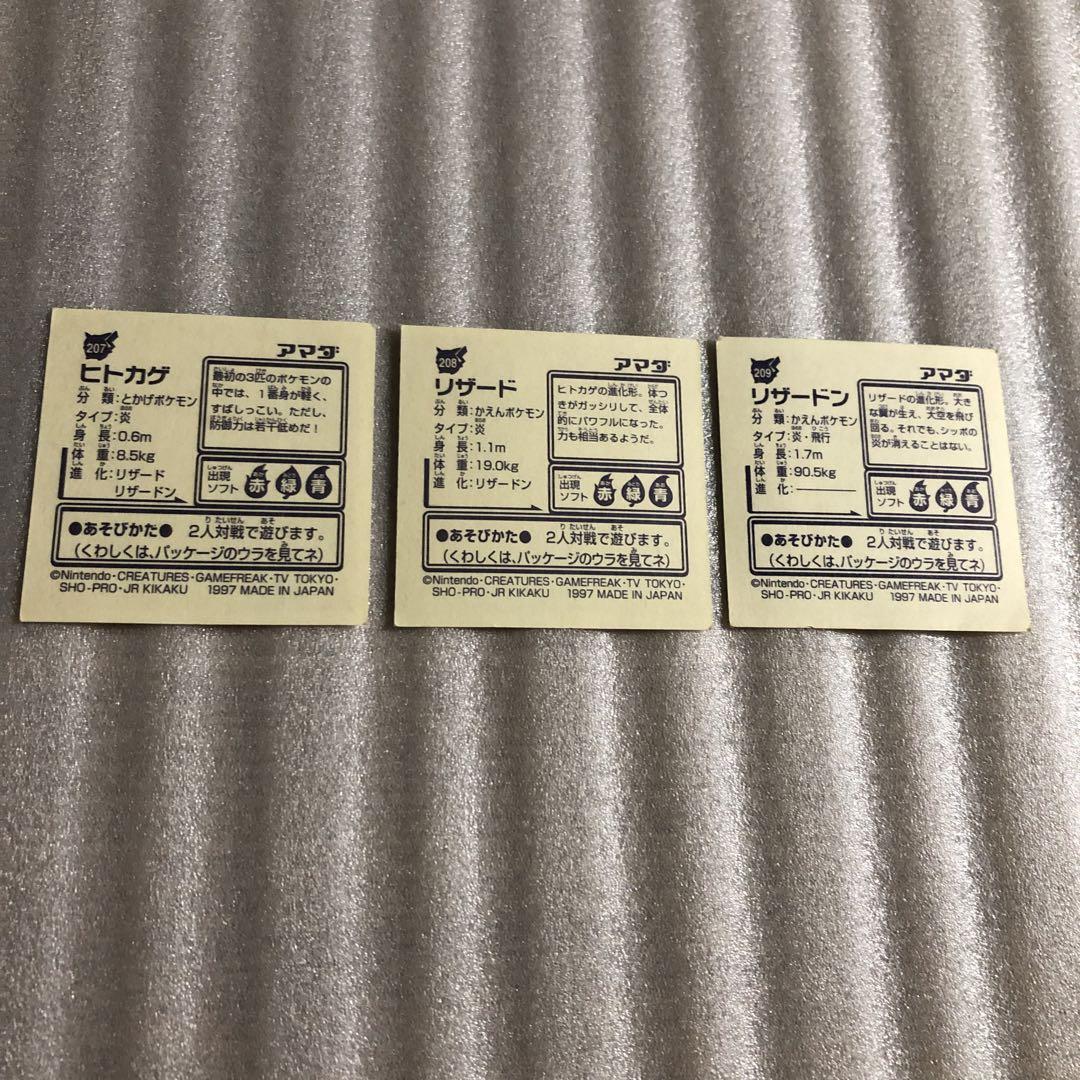 207
アマダ
ヒトカゲ
分類:とかげポケモン
タイプ:炎
身長:0.6m
体重:8.5kg
進化:リザード
リザードン
最初の3匹のポケモンの
中では、1番身が軽く、
すばしっこい。ただし、
防御力は若干低めだ!
出現
ソフト
赤 緑 青
●あそびかた● 2人対戦で遊びます。
(くわしくは、パッケージのウラを見てネ)
©Nintendo・CREATURES・GAMEFREAK・TV TOKYO・
SHO-PRO・JR KIKAKU 1997 MADE IN JAPAN
208
アマダ
リザード
分類:かえんポケモン
タイプ:炎
身長:1.1m
体重:19.0kg
進化:リザードン
ヒトカゲの進化形。体つ
きがガッシリして、全体
的にパワフルになった。
力も相当あるようだ。
出現
ソフト
赤 緑 青
●あそびかた● 2人対戦で遊びます。
(くわしくは、パッケージのウラを見てネ)
©Nintendo・CREATURES・GAMEFREAK・TV TOKYO・
SHO-PRO・JR KIKAKU 1997 MADE IN JAPAN
209
アマダ
リザードン
分類:かえんポケモン
タイプ:炎・飛行
身長:1.7m
体重:90.5kg
進化:————
リザードの進化形。大き
な翼が生え、大空を飛び
回る。それでも、シッポの
炎が消えることはない。
出現
ソフト
赤 緑 青
●あそびかた● 2人対戦で遊びます。
(くわしくは、パッケージのウラを見てネ)
©Nintendo・CREATURES・GAMEFREAK・TV TOKYO・
SHO-PRO・JR KIKAKU 1997 MADE IN JAPAN